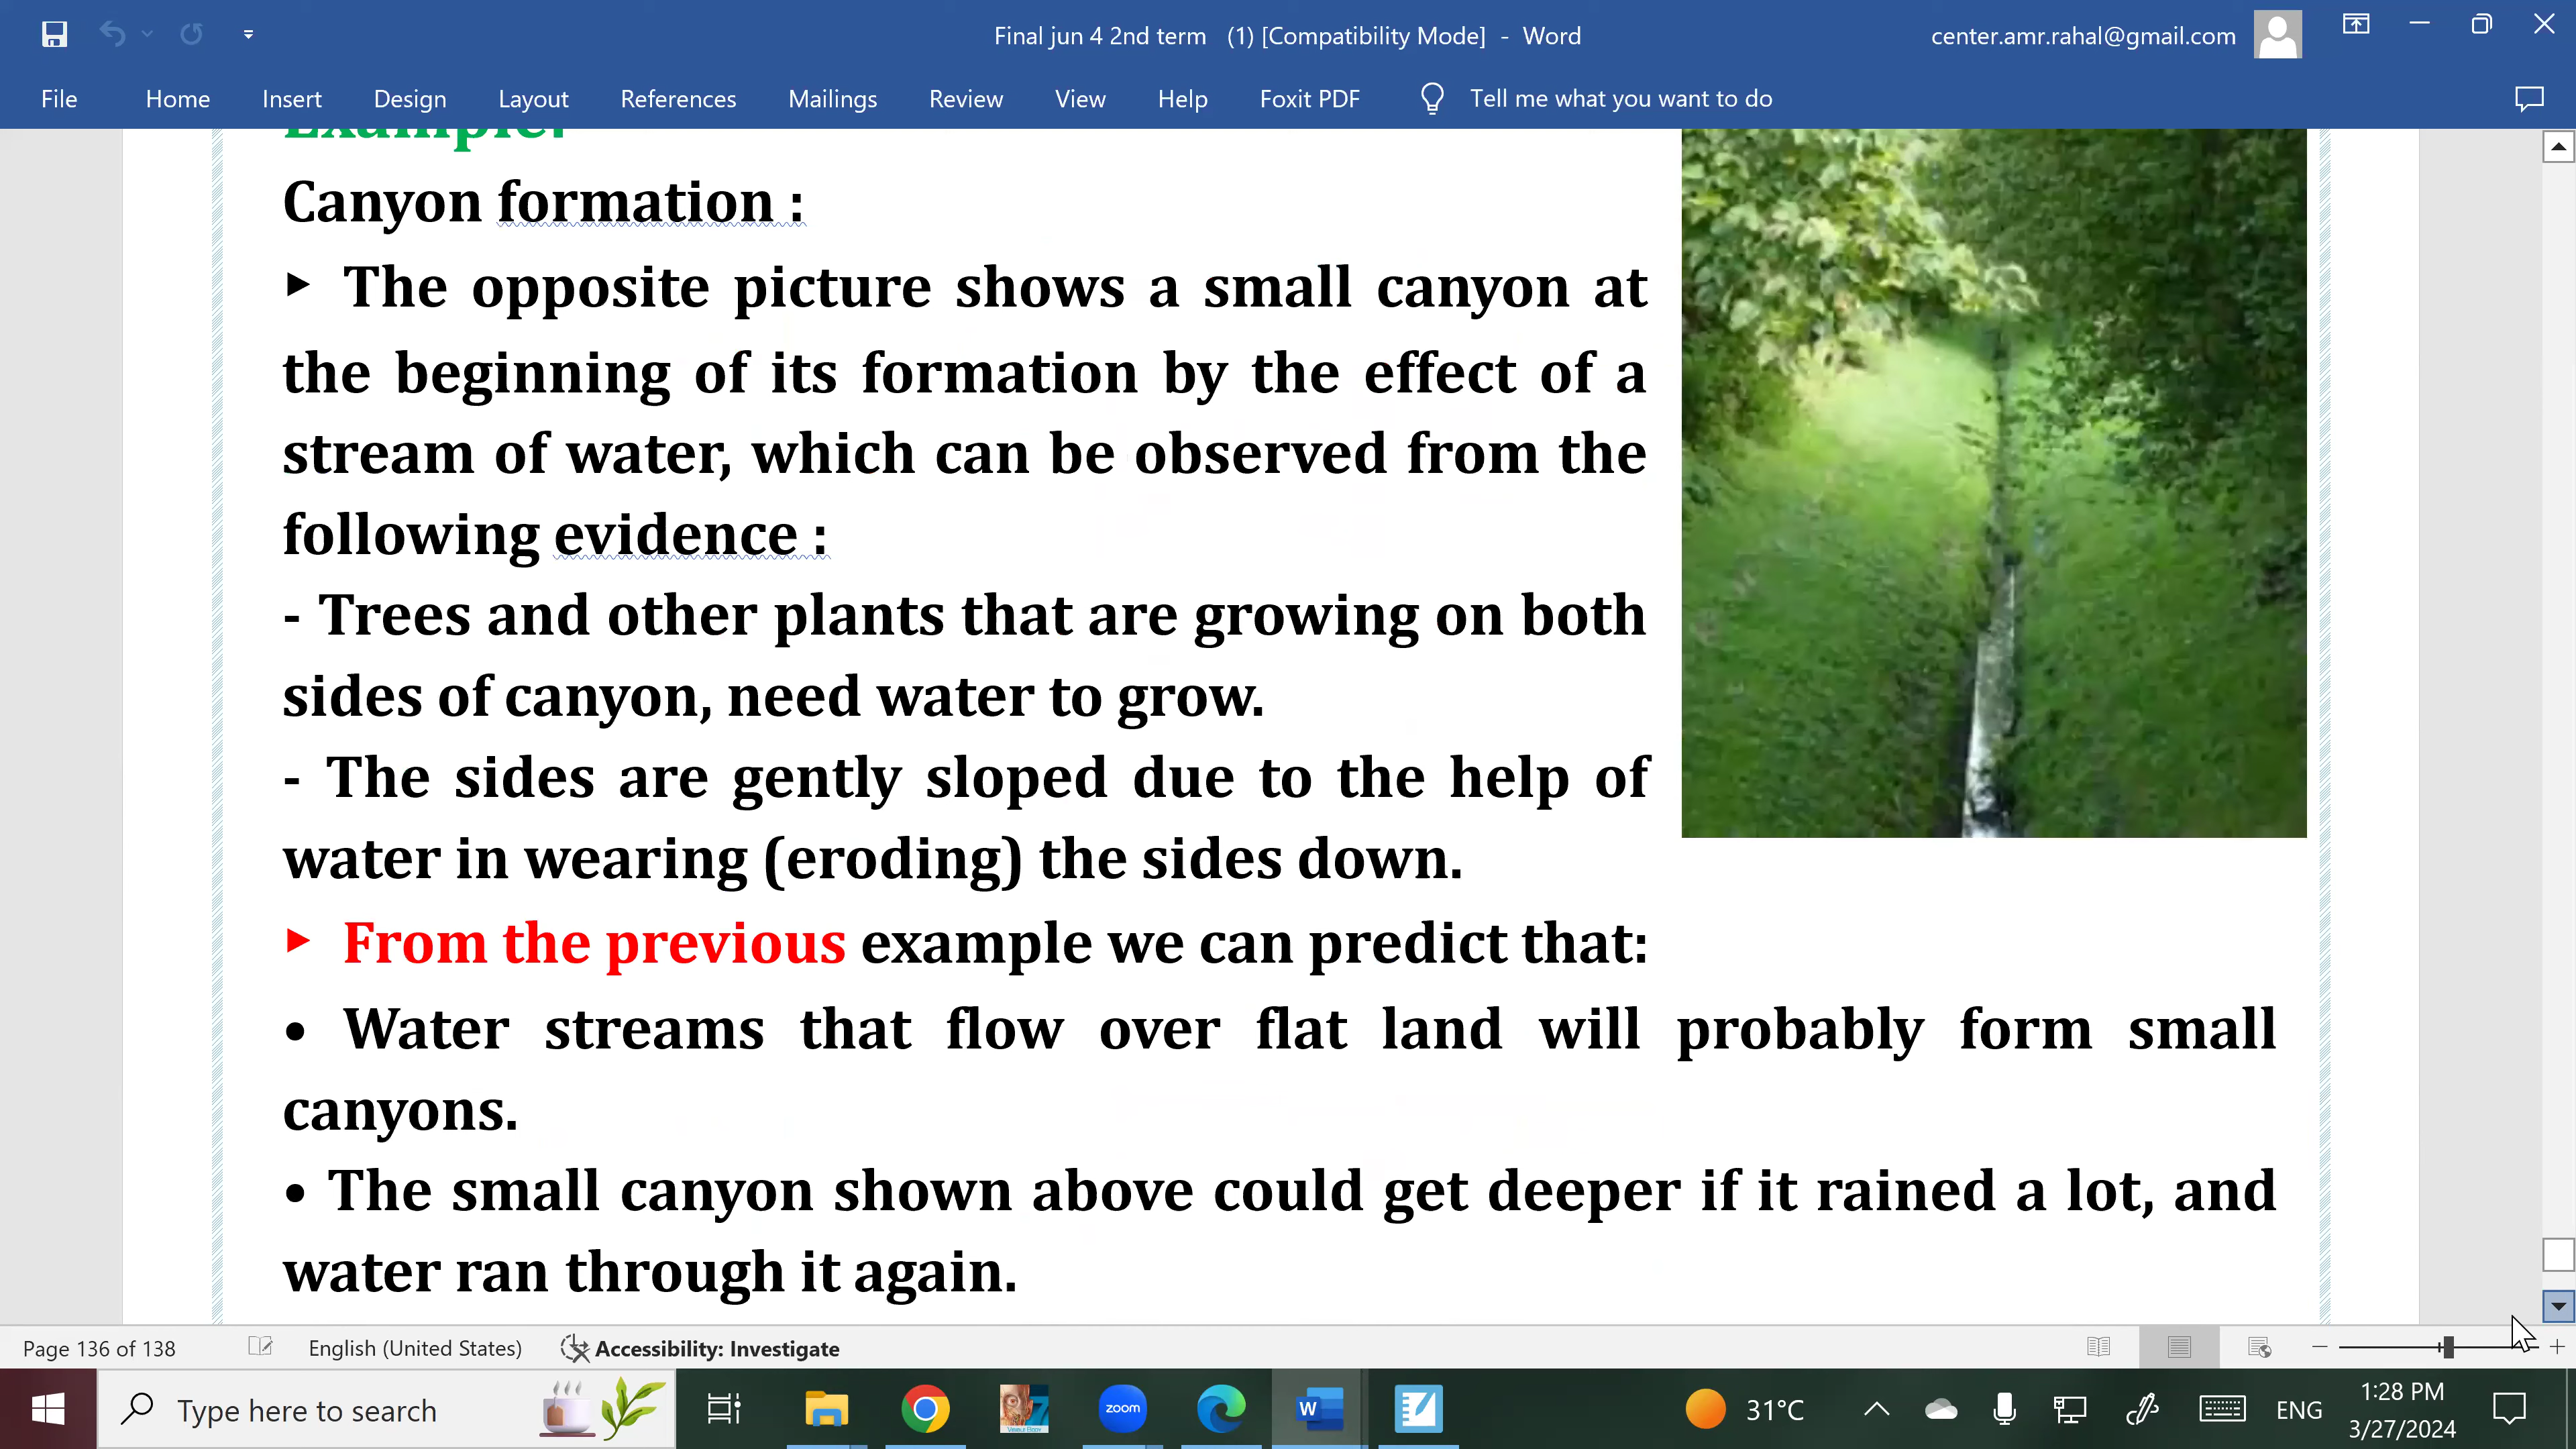 Final jun 4 2nd term (1) [Compatibility Mode] - Word
center.amr.rahal@gmail.com
File Home Insert Design Layout References Mailings Review View Help Foxit PDF Tell me what you want to do
Example:
Canyon formation :
▸ The opposite picture shows a small canyon at
the beginning of its formation by the effect of a
stream of water, which can be observed from the
following evidence :
- Trees and other plants that are growing on both
sides of canyon, need water to grow.
- The sides are gently sloped due to the help of
water in wearing (eroding) the sides down.
▸ From the previous example we can predict that:
• Water streams that flow over flat land will probably form small
canyons.
• The small canyon shown above could get deeper if it rained a lot, and
water ran through it again.
Page 136 of 138 English (United States) Accessibility: Investigate
Type here to search
zoom
W
31°C
ENG
1:28 PM
3/27/2024